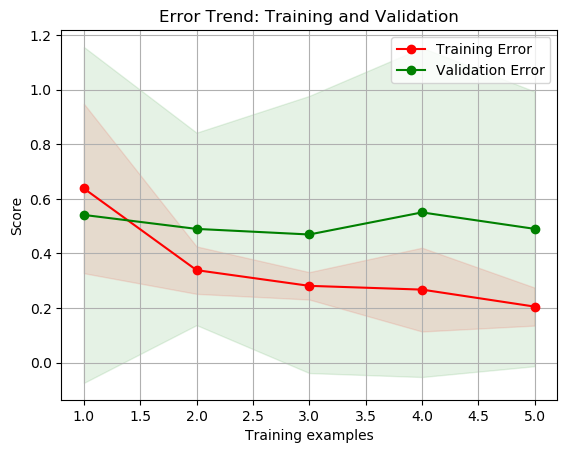 Error Trend: Training and Validation
Training Error
Validation Error
Score
1.2
1.0
0.8
0.6
0.4
0.2
0.0
1.0 1.5 2.0 2.5 3.0 3.5 4.0 4.5 5.0
Training examples